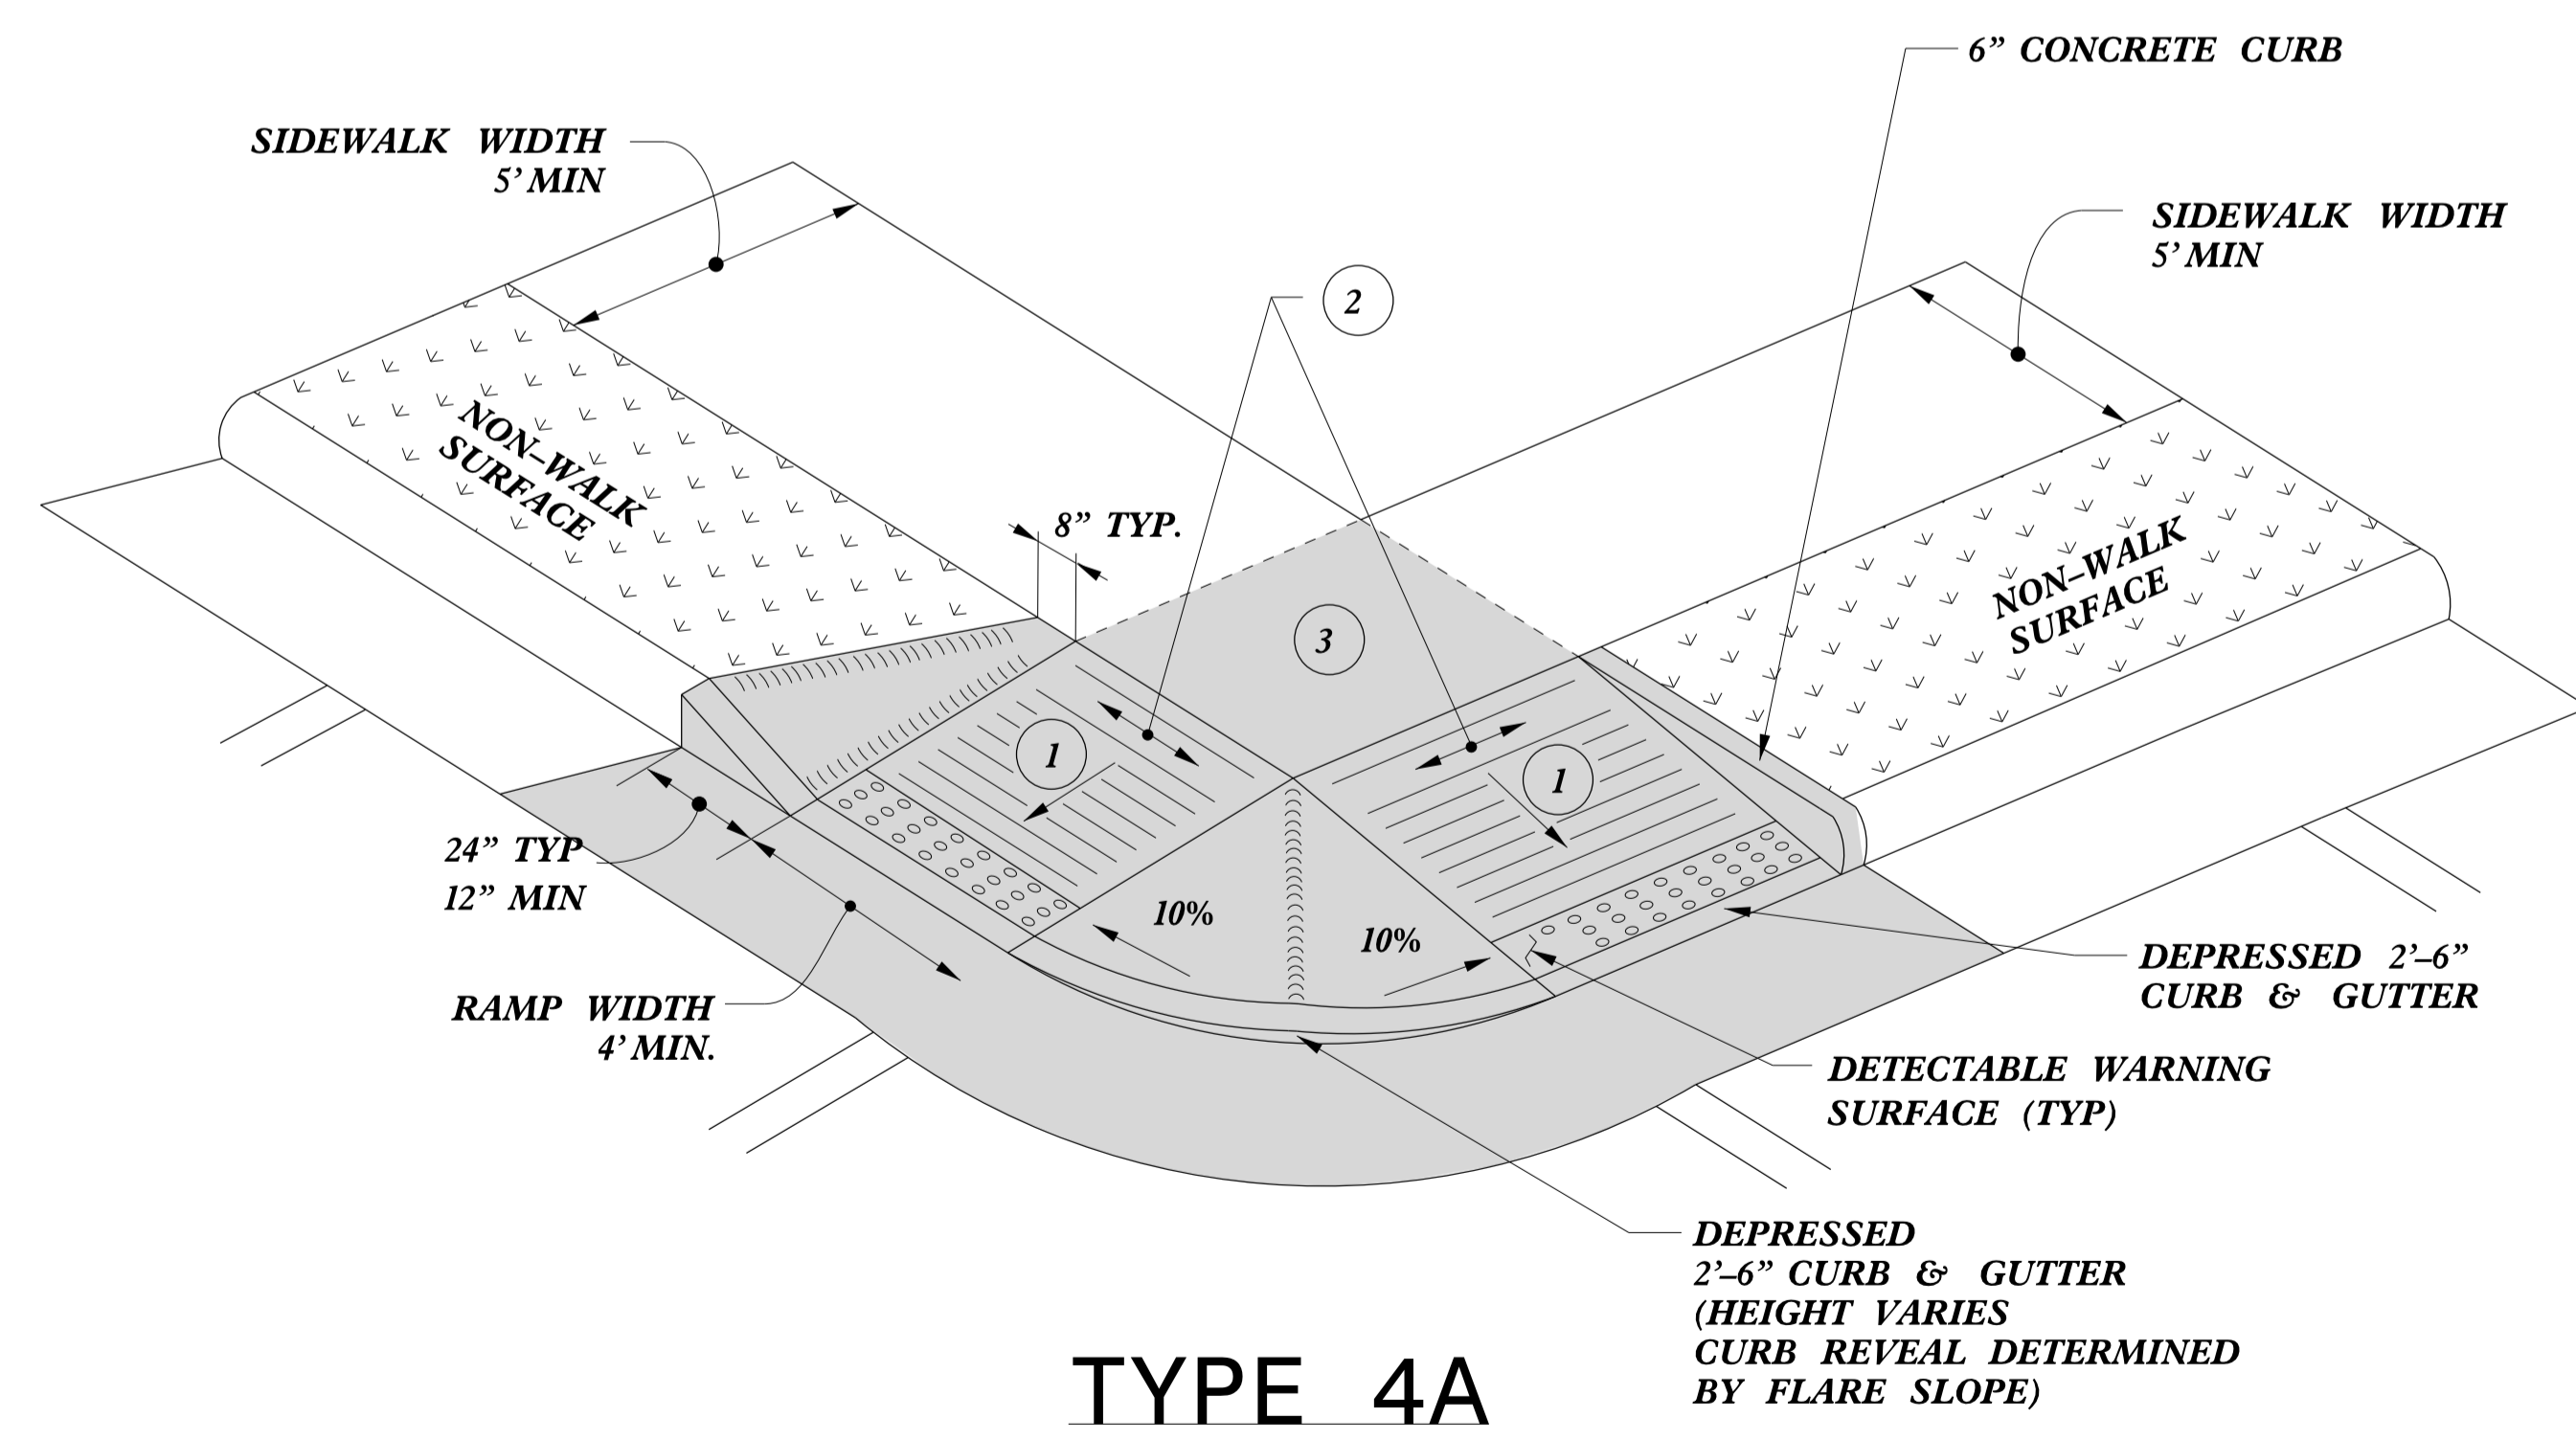 6” CONCRETE CURB
SIDEWALK WIDTH
5’ MIN
SIDEWALK WIDTH
5’ MIN
2
NON–WALK
SURFACE
8” TYP.
NON–WALK
SURFACE
3
1
1
24” TYP
12” MIN
10%
10%
RAMP WIDTH
4’ MIN.
DEPRESSED 2’–6”
CURB & GUTTER
DETECTABLE WARNING
SURFACE (TYP)
DEPRESSED
2’–6” CURB & GUTTER
(HEIGHT VARIES
CURB REVEAL DETERMINED
BY FLARE SLOPE)
TYPE 4A